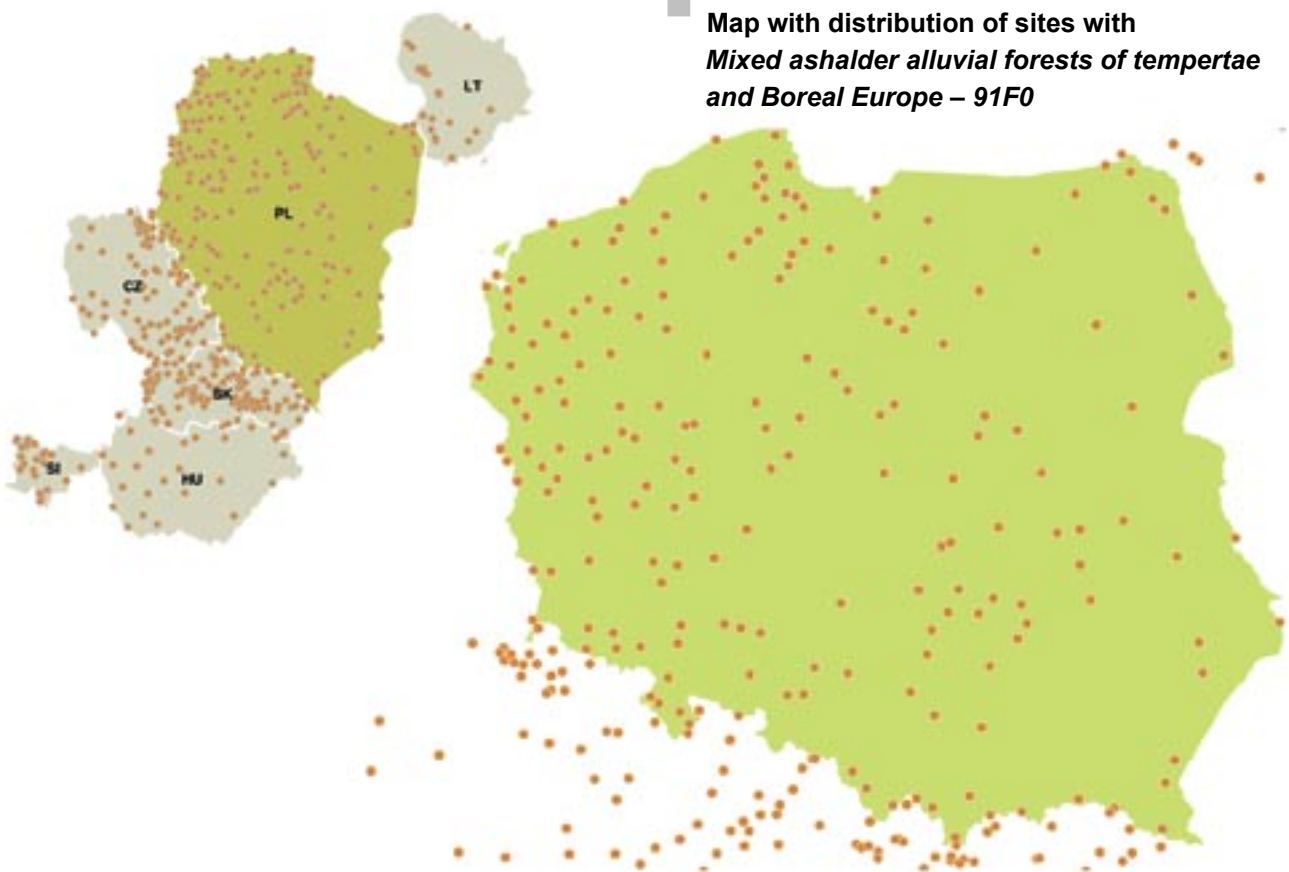 Map with distribution of sites with
Mixed ashalder alluvial forests of tempertae
and Boreal Europe – 91F0
LT
PL
CZ
SK
SI
HU